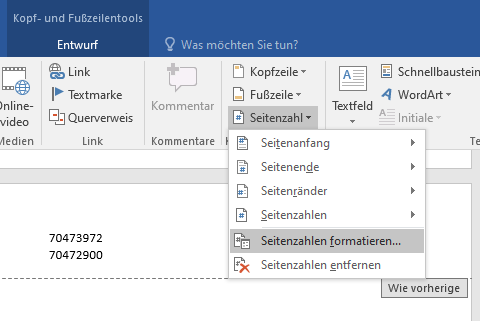 Kopf- und Fußzeilentools
Entwurf
Was möchten Sie tun?
Online-
video
Link
Textmarke
Querverweis
Kommentar
Kopfzeile
Fußzeile
Seitenzahl
Textfeld
Schnellbaustein
WordArt
Initiale
Medien
Link
Kommentare
Seitenanfang
Seitenende
Seitenränder
Seitenzahlen
Seitenzahlen formatieren...
Seitenzahlen entfernen
70473972
70472900
Wie vorherige